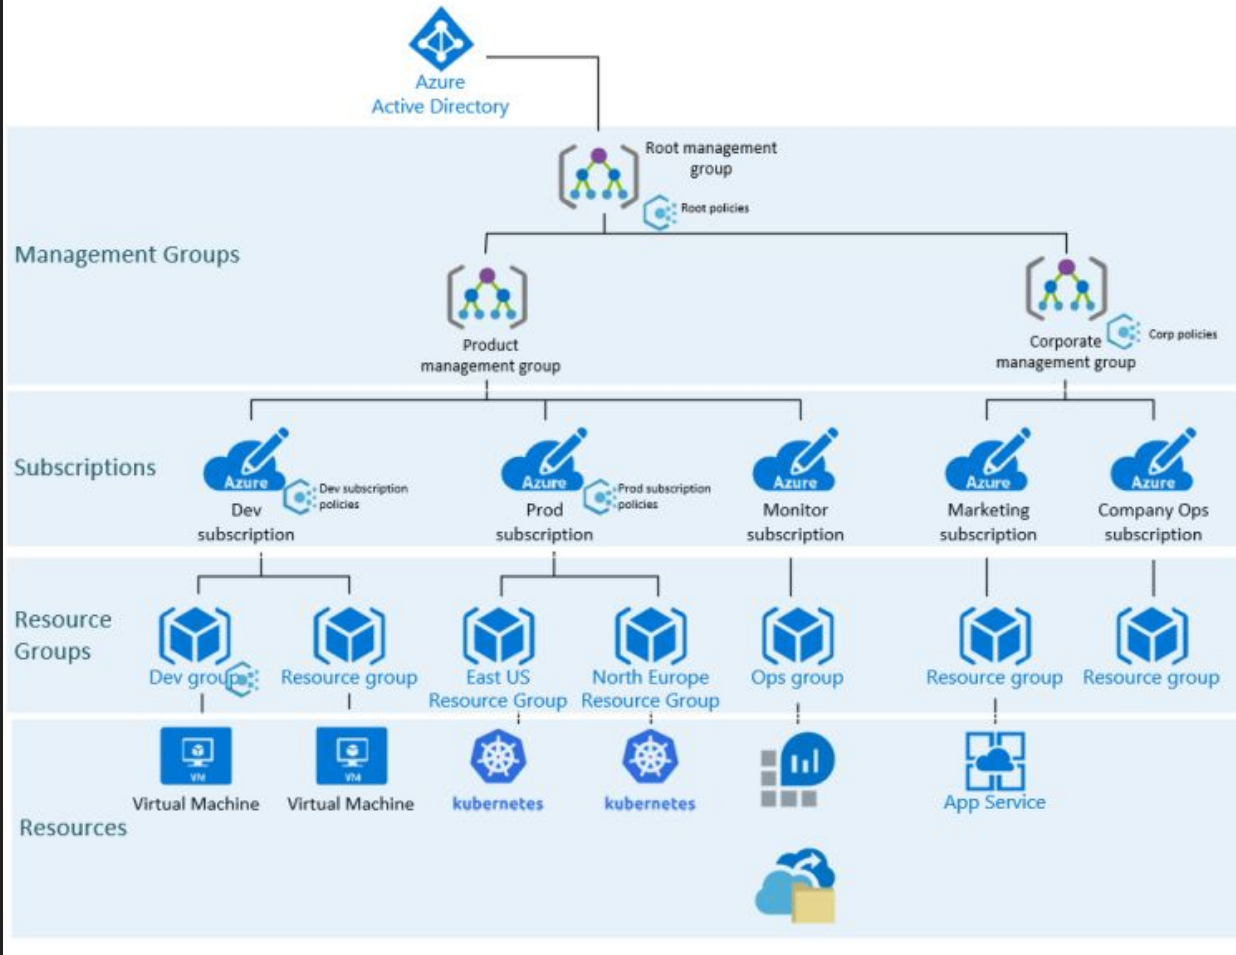 Azure
Active Directory
Root management
group
Root policies
Management Groups
Product
management group
Corporate
management group
Corp policies
Subscriptions
Azure
Dev subscription
policies
Dev
subscription
Azure
Prod subscription
policies
Prod
subscription
Azure
Monitor
subscription
Azure
Marketing
subscription
Azure
Company Ops
subscription
Resource
Groups
Dev group
Resource group
East US
Resource Group
North Europe
Resource Group
Ops group
Resource group
Resource group
Resources
VM
Virtual Machine
VM
Virtual Machine
kubernetes
kubernetes
App Service